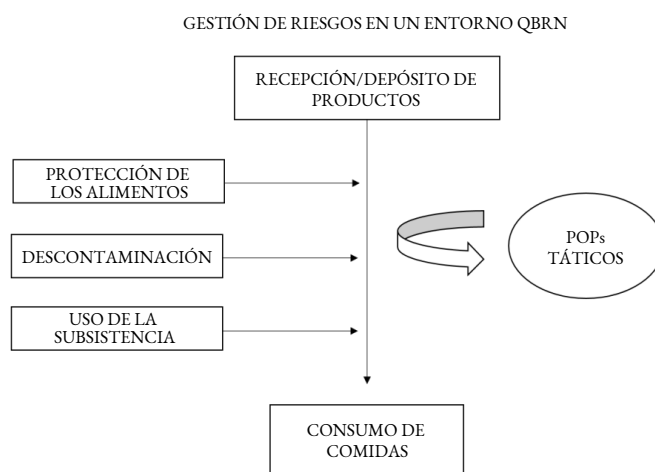 GESTIÓN DE RIESGOS EN UN ENTORNO QBRN
RECEPCIÓN/DEPÓSITO DE
PRODUCTOS
PROTECCIÓN DE
LOS ALIMENTOS
DESCONTAMINACIÓN
POPs
TÁTICOS
USO DE LA
SUBSISTENCIA
CONSUMO DE
COMIDAS